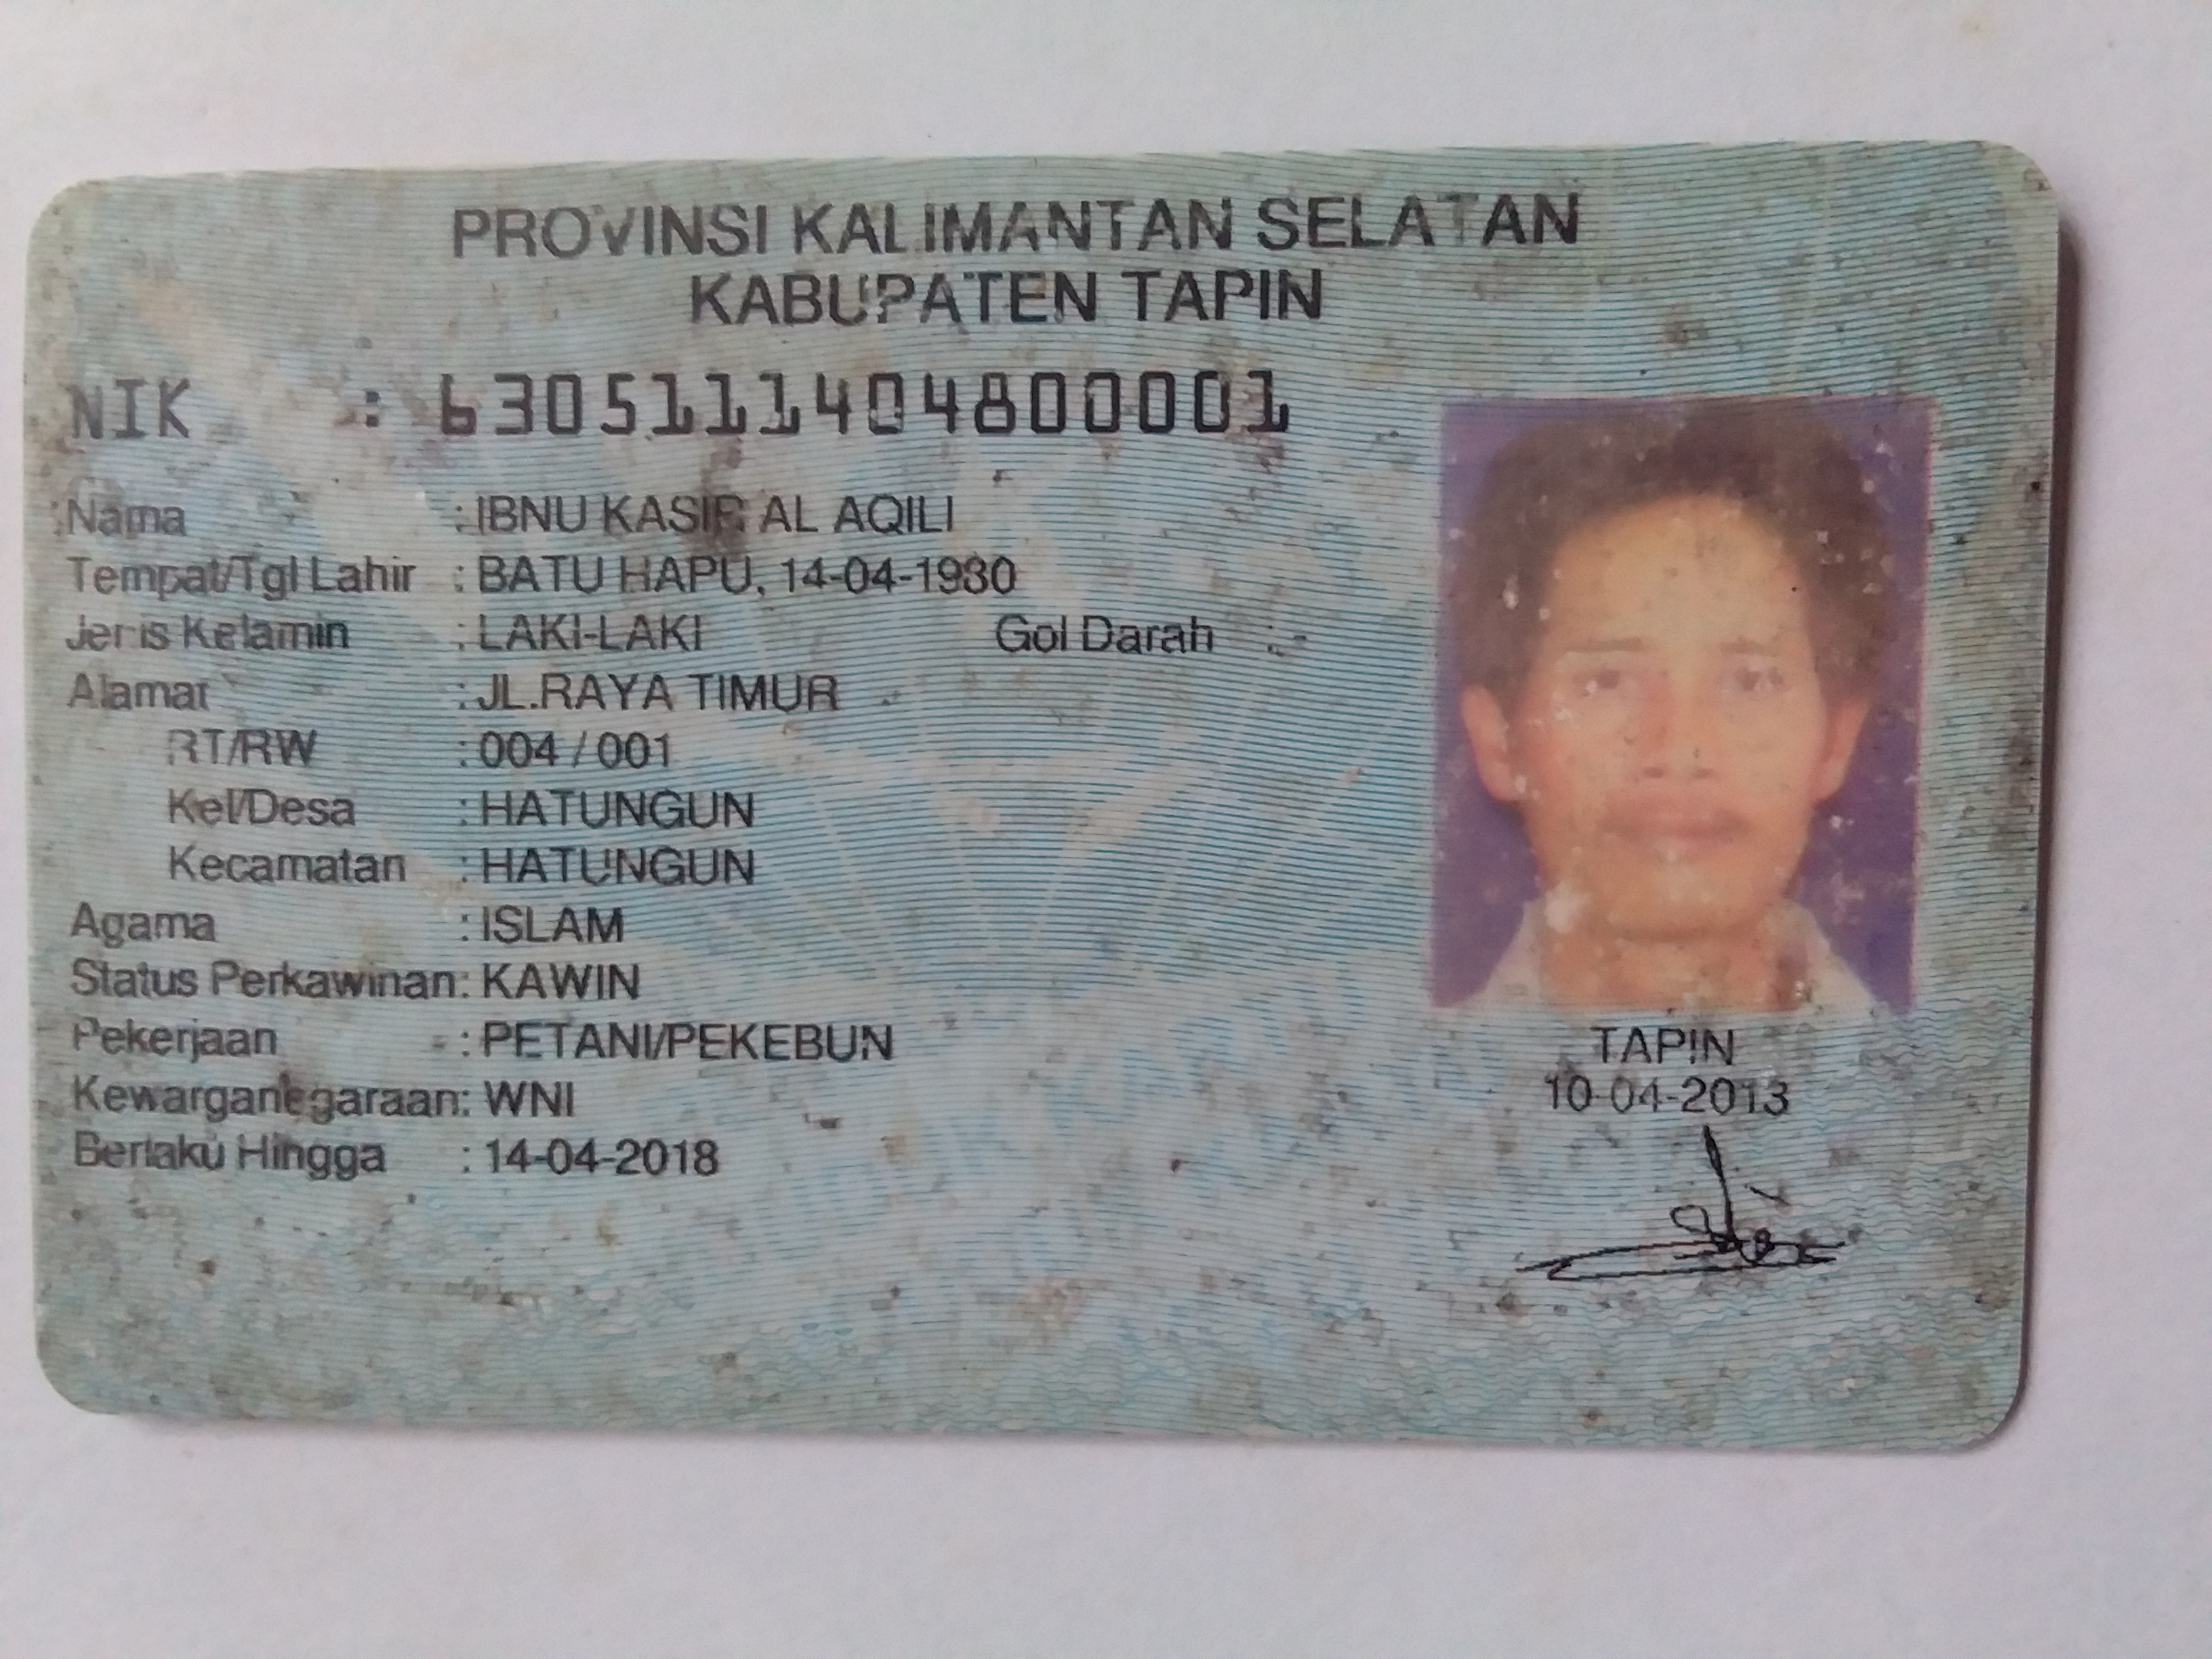 PROVINSI KALIMANTAN SELATAN
KABUPATEN TAPIN
NIK : 6305111404800001
Nama : IBNU KASIR AL AQILI
Tempat/Tgl Lahir : BATU HAPU, 14-04-1980
Jenis Kelamin : LAKI-LAKI Gol Darah : -
Alamat : JL.RAYA TIMUR
RT/RW : 004 / 001
Kel/Desa : HATUNGUN
Kecamatan : HATUNGUN
Agama : ISLAM
Status Perkawinan: KAWIN
Pekerjaan : PETANI/PEKEBUN
Kewarganegaraan: WNI
Berlaku Hingga : 14-04-2018
TAPIN
10-04-2013